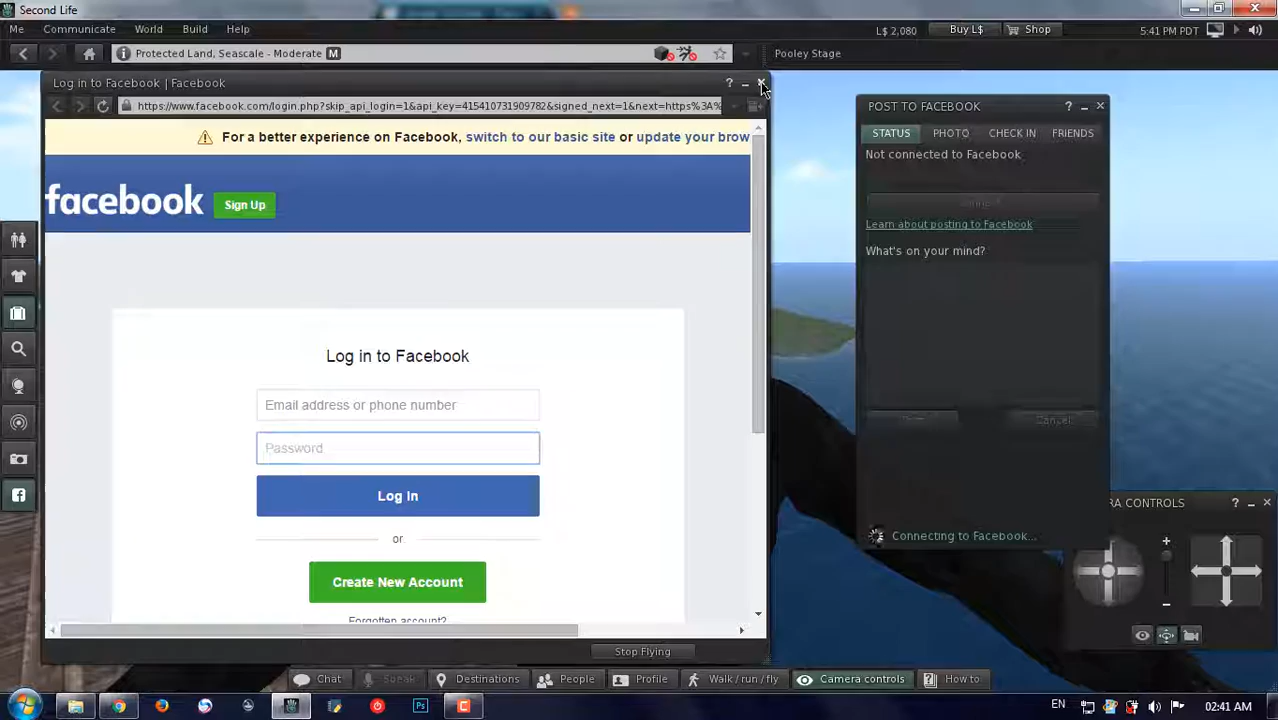 Second Life
Me Communicate World Build Help
L$ 2,080 Buy L$ Shop 5:41 PM PDT
Protected Land, Seascale - Moderate M
Pooley Stage
Log in to Facebook | Facebook ?
https://www.facebook.com/login.php?skip_api_login=1&api_key=415410731909782&signed_next=1&next=https%3A%
For a better experience on Facebook, switch to our basic site or update your brow
facebook Sign Up
Log in to Facebook
Email address or phone number
Password
Log In
or
Create New Account
Forgotten account?
Stop Flying
POST TO FACEBOOK ?
STATUS PHOTO CHECK IN FRIENDS
Not connected to Facebook
Learn about posting to Facebook
What's on your mind?
Cancel
Connecting to Facebook...
RA CONTROLS ?
Chat Speak Destinations People Profile Walk / run / fly Camera controls How to
EN 02:41 AM